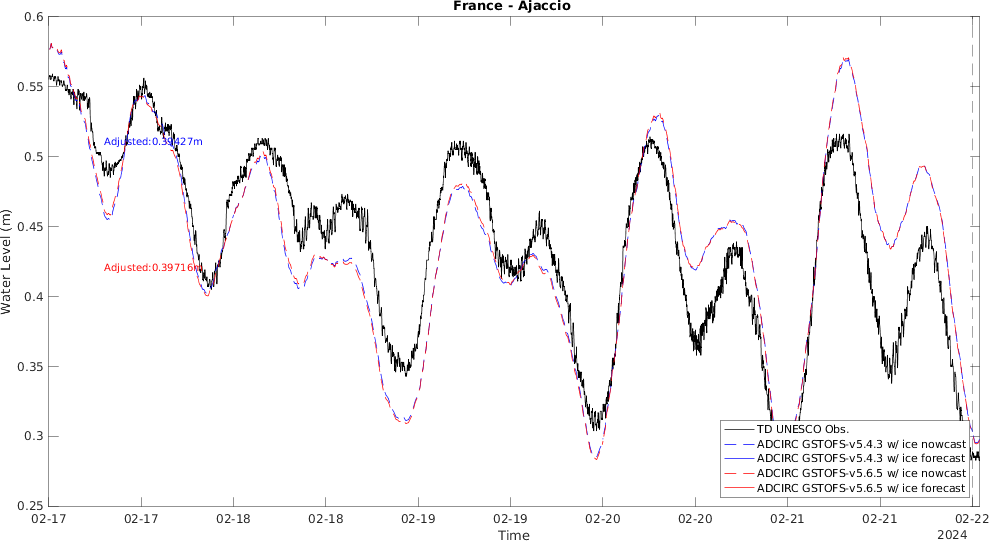 France - Ajaccio
0.6
0.55
0.5
0.45
0.4
0.35
0.3
0.25
Water Level (m)
Adjusted:0.39427m
Adjusted:0.39716m
TD UNESCO Obs.
ADCIRC GSTOFS-v5.4.3 w/ ice nowcast
ADCIRC GSTOFS-v5.4.3 w/ ice forecast
ADCIRC GSTOFS-v5.6.5 w/ ice nowcast
ADCIRC GSTOFS-v5.6.5 w/ ice forecast
02-17 02-17 02-18 02-18 02-19 02-19 02-20 02-20 02-21 02-21 02-22
Time
2024